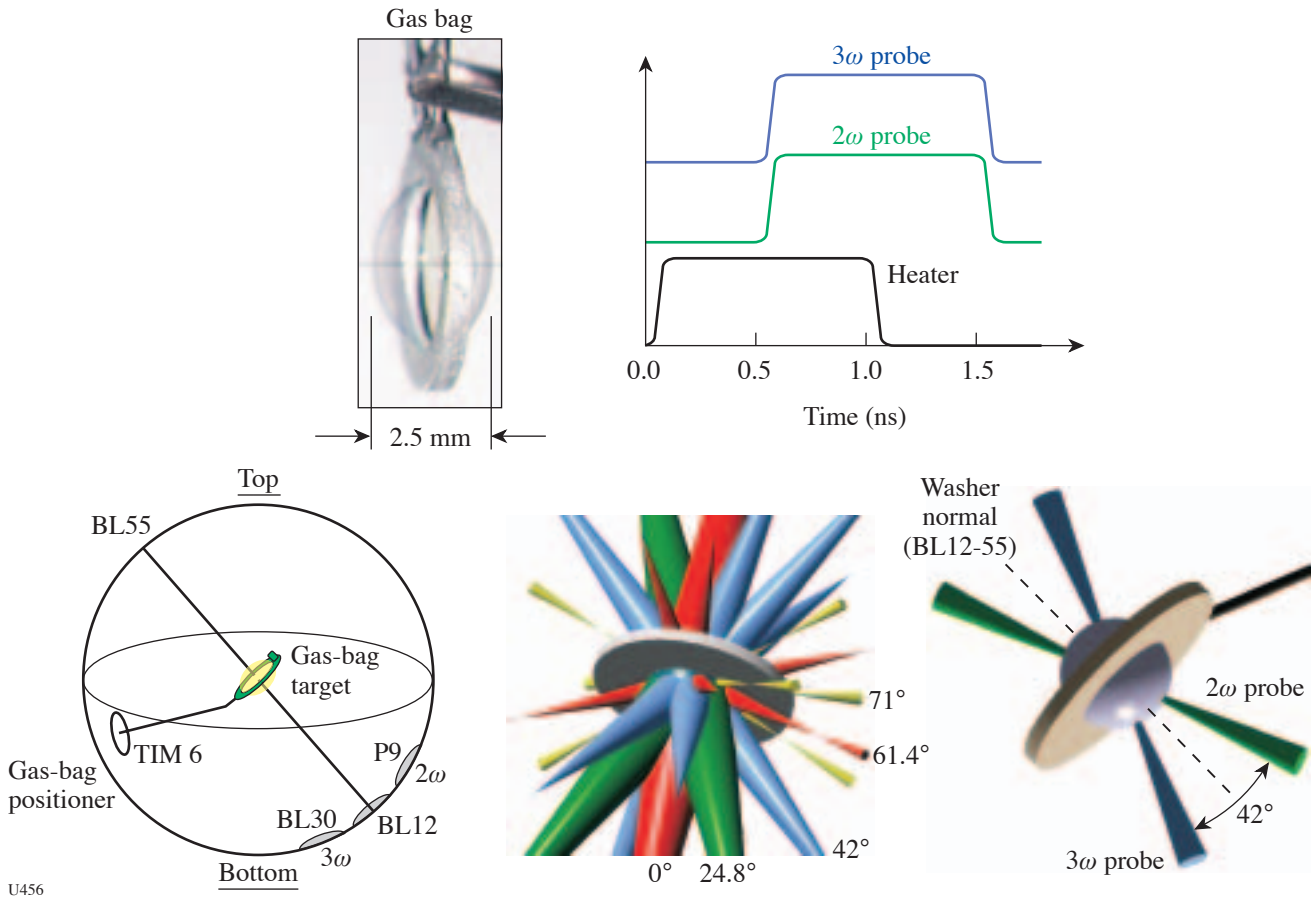 Gas bag
2.5 mm
3ω probe
2ω probe
Heater
0.0
0.5
1.0
1.5
Time (ns)
Top
BL55
Gas-bag
target
TIM 6
Gas-bag
positioner
P9
2ω
BL30
BL12
3ω
Bottom
71°
61.4°
42°
0°
24.8°
Washer
normal
(BL12-55)
2ω probe
42°
3ω probe
U456